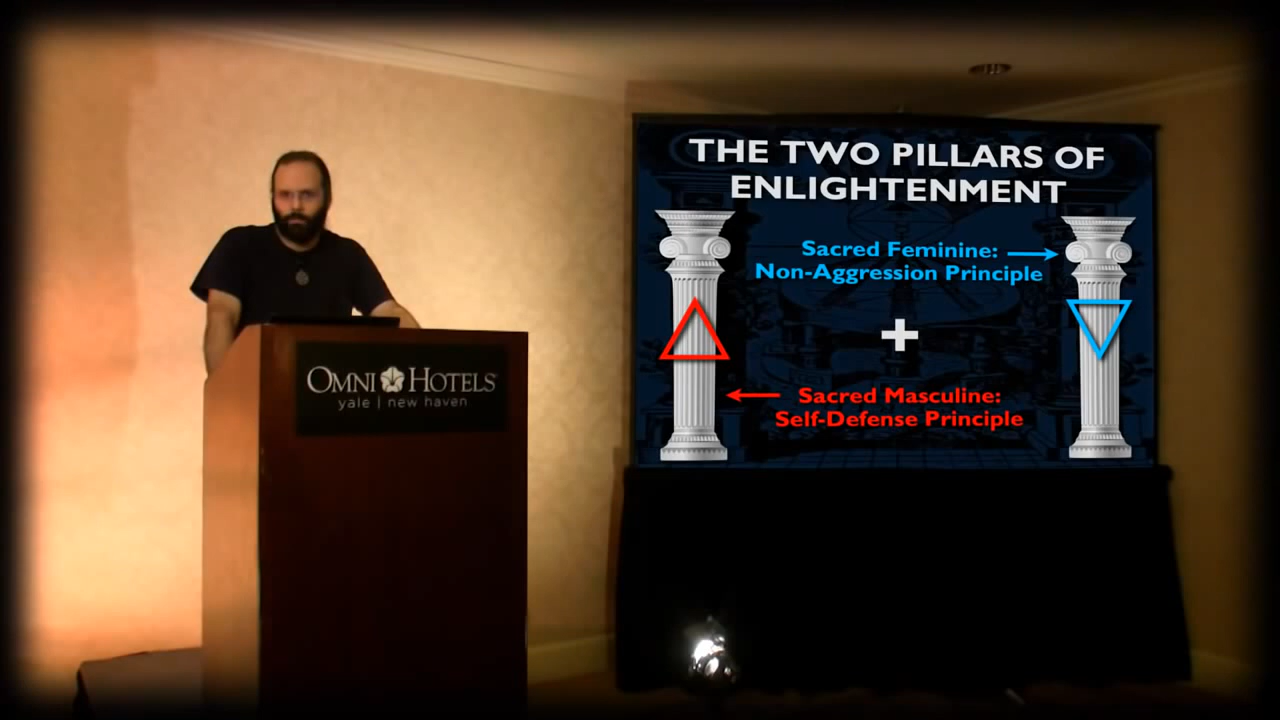 OMNI HOTELS
yale | new haven
THE TWO PILLARS OF
ENLIGHTENMENT
Sacred Feminine:
Non-Aggression Principle
+
Sacred Masculine:
Self-Defense Principle